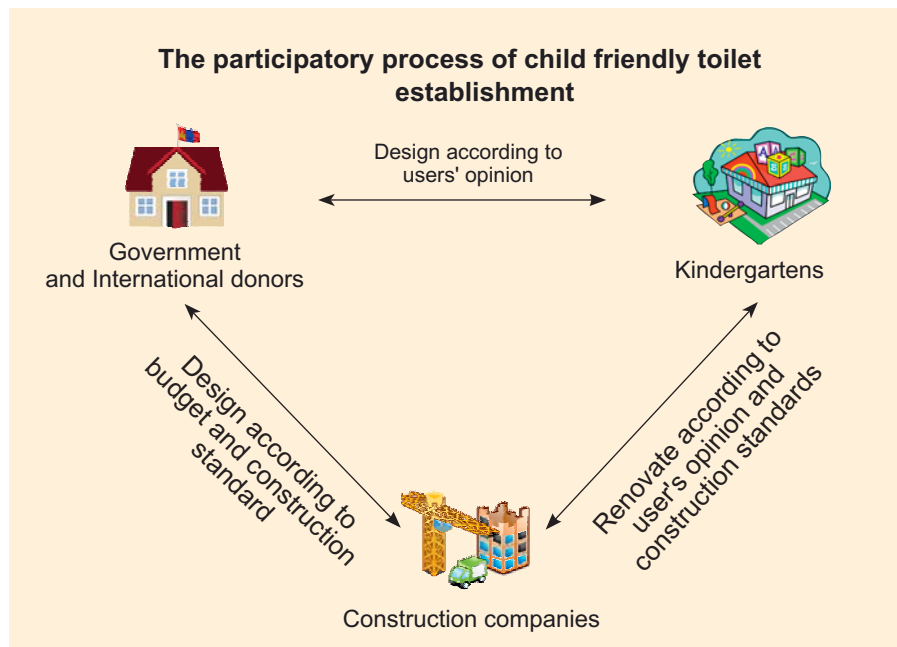 The participatory process of child friendly toilet
establishment
Design according to
users' opinion
Government
and International donors
Kindergartens
Design according to
budget and construction
standard
Renovate according to
user's opinion and
construction standards
Construction companies